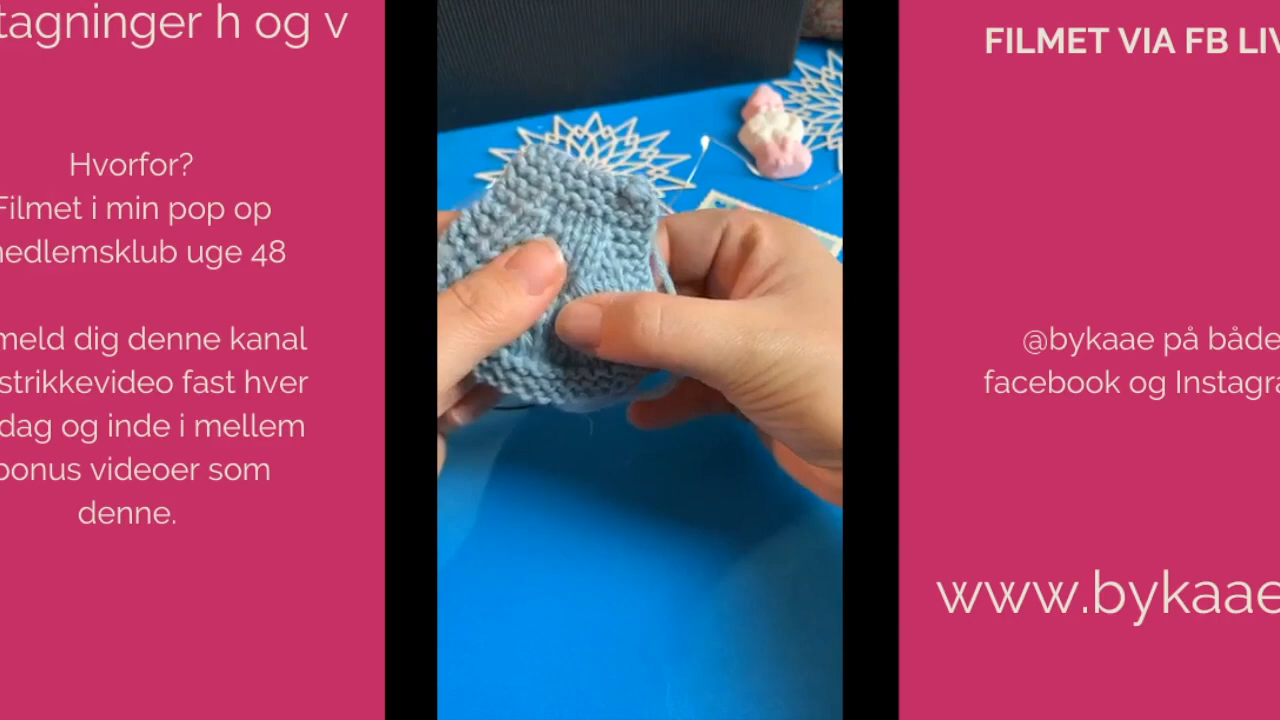 tagninger h og v
Hvorfor?
Filmet i min pop op
medlemsklub uge 48
meld dig denne kanal
strikkevideo fast hver
dag og inde i mellem
bonus videoer som
denne.
FILMET VIA FB LIV
@bykaae på både
facebook og Instagra
www.bykaae